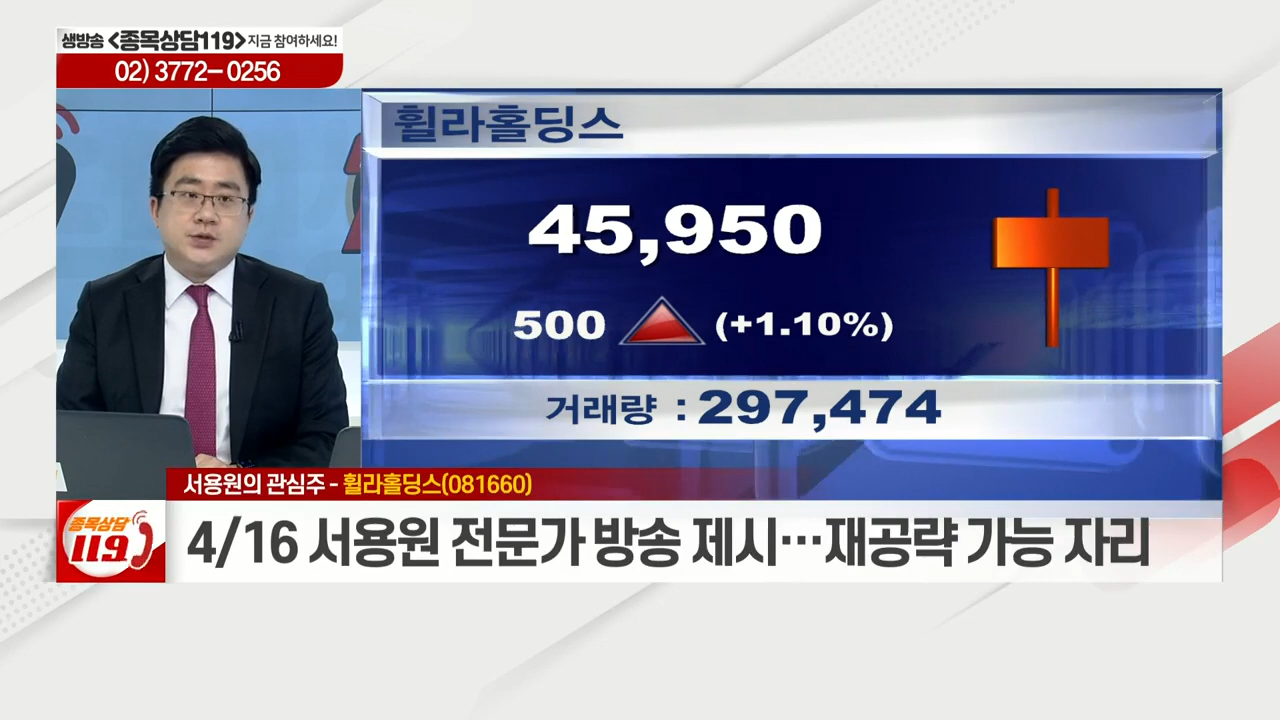 생방송 <종목상담119> 지금 참여하세요!
02) 3772-0256
휠라홀딩스
45,950
500 ▲ (+1.10%)
거래량 : 297,474
서용원의 관심주 - 휠라홀딩스(081660)
종목상담
119
4/16 서용원 전문가 방송 제시…재공략 가능 자리